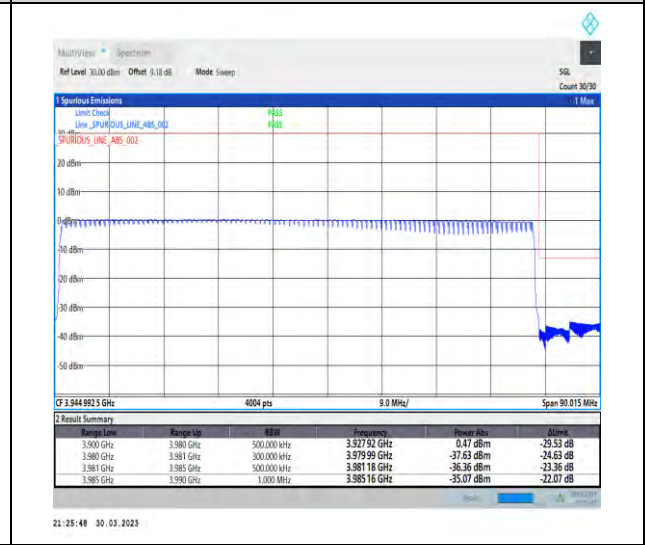 MultiView Spectrum
Ref Level 30.00 dBm Offset 9.18 dB Mode Sweep SGL
Count 30/30
1 Spurious Emissions 1 Max
Limit Check PASS
Line _SPURIOUS_LINE_ABS_002 PASS
30 dBm
SPURIOUS_LINE_ABS_002
20 dBm
10 dBm
0 dBm
-10 dBm
-20 dBm
-30 dBm
-40 dBm
-50 dBm
CF 3.944 992 5 GHz 4004 pts 9.0 MHz/ Span 90.015 MHz
2 Result Summary
Range Low Range Up RBW Frequency Power Abs ΔLimit
3.900 GHz 3.980 GHz 500.000 kHz 3.927 92 GHz 0.47 dBm -29.53 dB
3.980 GHz 3.981 GHz 300.000 kHz 3.979 99 GHz -37.63 dBm -24.63 dB
3.981 GHz 3.985 GHz 500.000 kHz 3.981 18 GHz -36.36 dBm -23.36 dB
3.985 GHz 3.990 GHz 1.000 MHz 3.985 16 GHz -35.07 dBm -22.07 dB
21:25:48 30.03.2023